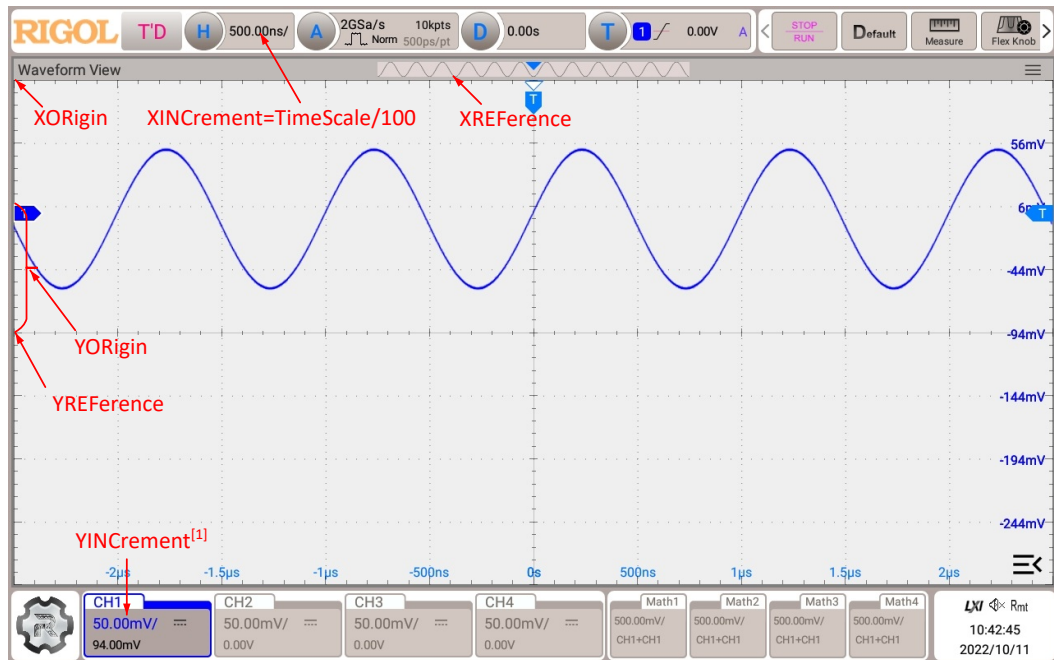 RIGOL T'D H 500.00ns/ A 2GSa/s 10kpts D 0.00s T 1 0.00V A < STOP Default Measure Flex Knob >
Norm 500ps/pt RUN
Waveform View
T
XORigin XINCrement=TimeScale/100 XREFerence
56mV
T
-44mV
-94mV
YORigin
YREFerence
-144mV
-194mV
-244mV
YINCrement[1]
-2µs -1.5µs -1µs -500ns 0s 500ns 1µs 1.5µs 2µs
CH1 CH2 CH3 CH4 Math1 Math2 Math3 Math4
50.00mV/ 50.00mV/ 50.00mV/ 50.00mV/ 500.00mV/ 500.00mV/ 500.00mV/ 500.00mV/
94.00mV 0.00V 0.00V 0.00V CH1+CH1 CH1+CH1 CH1+CH1 CH1+CH1
LXI Rmt
10:42:45
2022/10/11